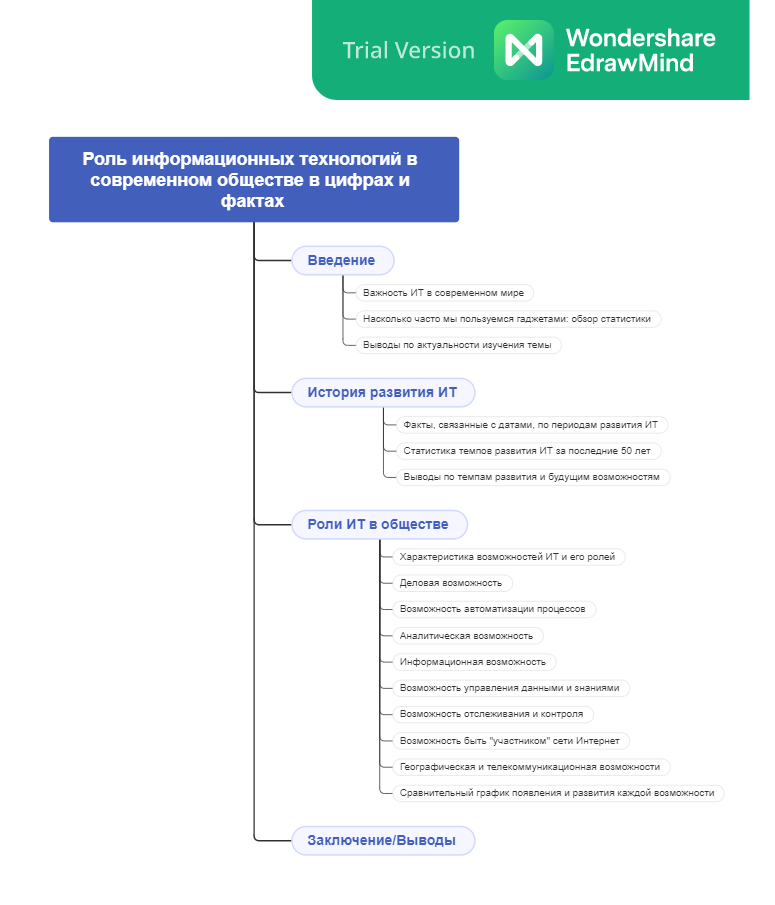 Trial Version
Wondershare
EdrawMind
Роль информационных технологий в
современном обществе в цифрах и
фактах
Введение
Важность ИТ в современном мире
Насколько часто мы пользуемся гаджетами: обзор статистики
Выводы по актуальности изучения темы
История развития ИТ
Факты, связанные с датами, по периодам развития ИТ
Статистика темпов развития ИТ за последние 50 лет
Выводы по темпам развития и будущим возможностям
Роли ИТ в обществе
Характеристика возможностей ИТ и его ролей
Деловая возможность
Возможность автоматизации процессов
Аналитическая возможность
Информационная возможность
Возможность управления данными и знаниями
Возможность отслеживания и контроля
Возможность быть "участником" сети Интернет
Географическая и телекоммуникационная возможности
Сравнительный график появления и развития каждой возможности
Заключение/Выводы